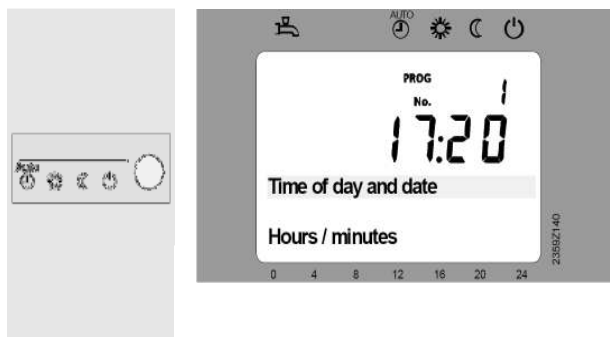 AUTO
PROG
No. 1
17:20
Time of day and date
Hours / minutes
0 4 8 12 16 20 24
2359Z140